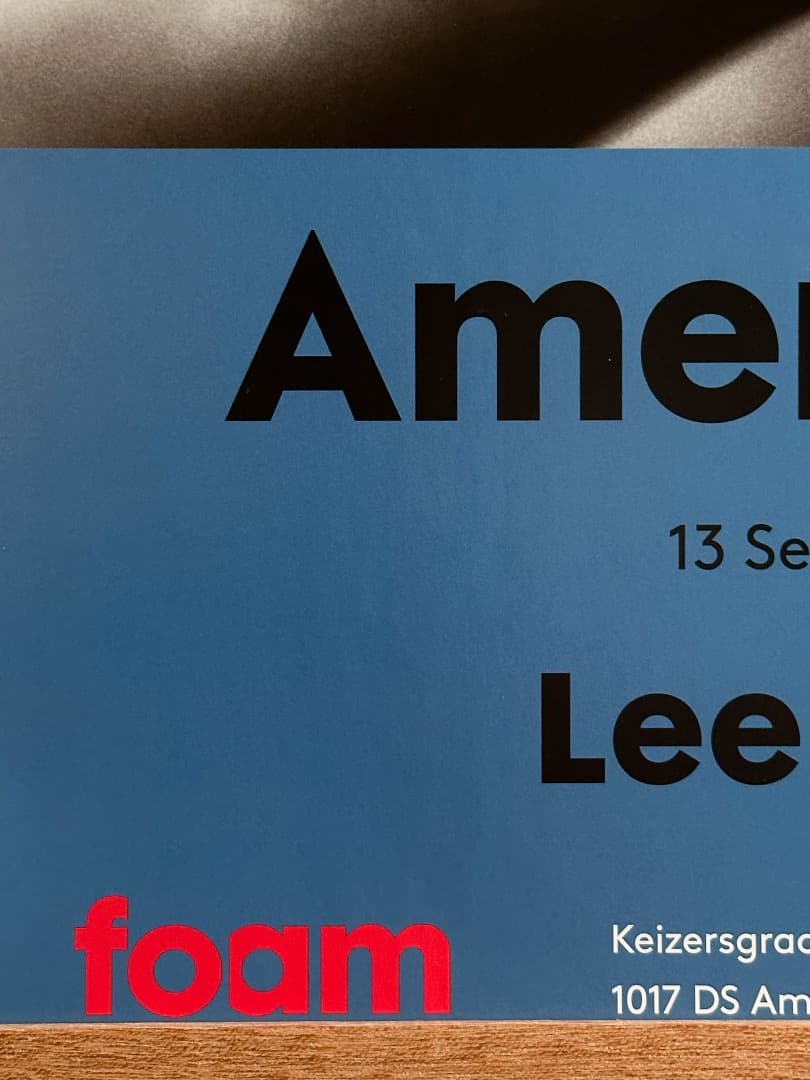 Amer
13 Se
Lee
foam
Keizersgrac
1017 DS Am